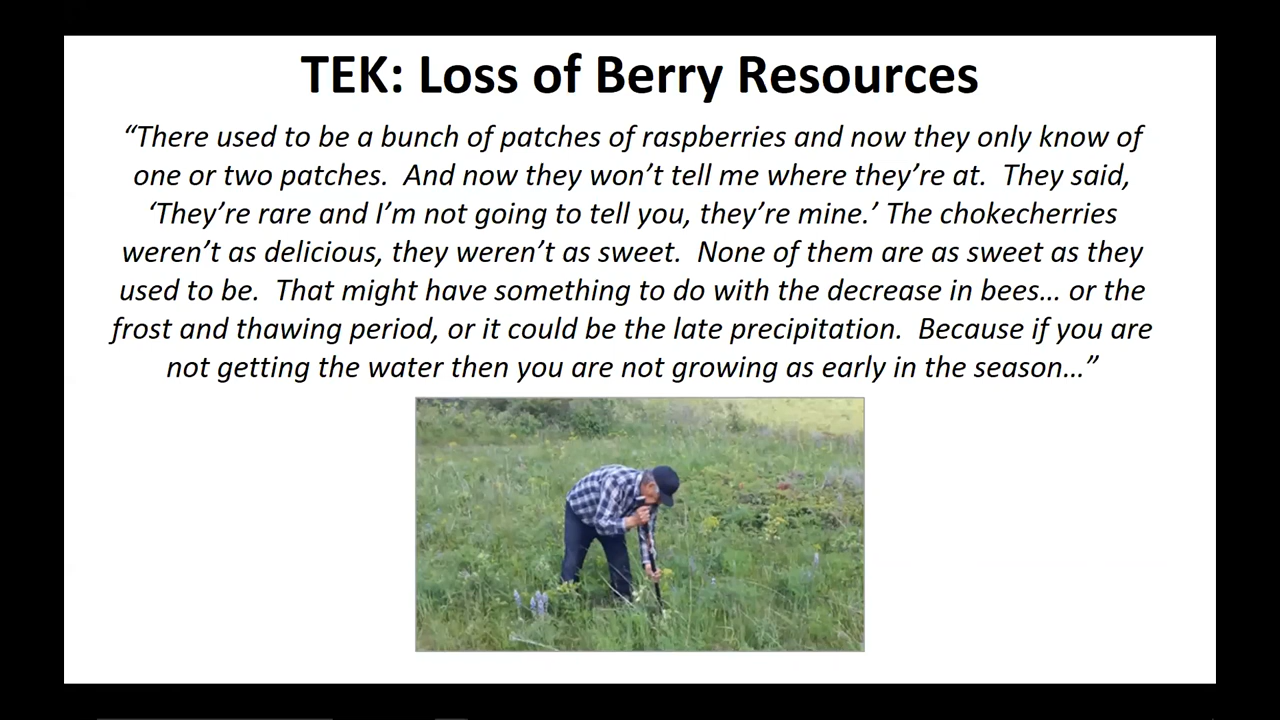 TEK: Loss of Berry Resources
“There used to be a bunch of patches of raspberries and now they only know of
one or two patches.  And now they won’t tell me where they’re at.  They said,
‘They’re rare and I’m not going to tell you, they’re mine.’ The chokecherries
weren’t as delicious, they weren’t as sweet.  None of them are as sweet as they
used to be.  That might have something to do with the decrease in bees… or the
frost and thawing period, or it could be the late precipitation.  Because if you are
not getting the water then you are not growing as early in the season…”